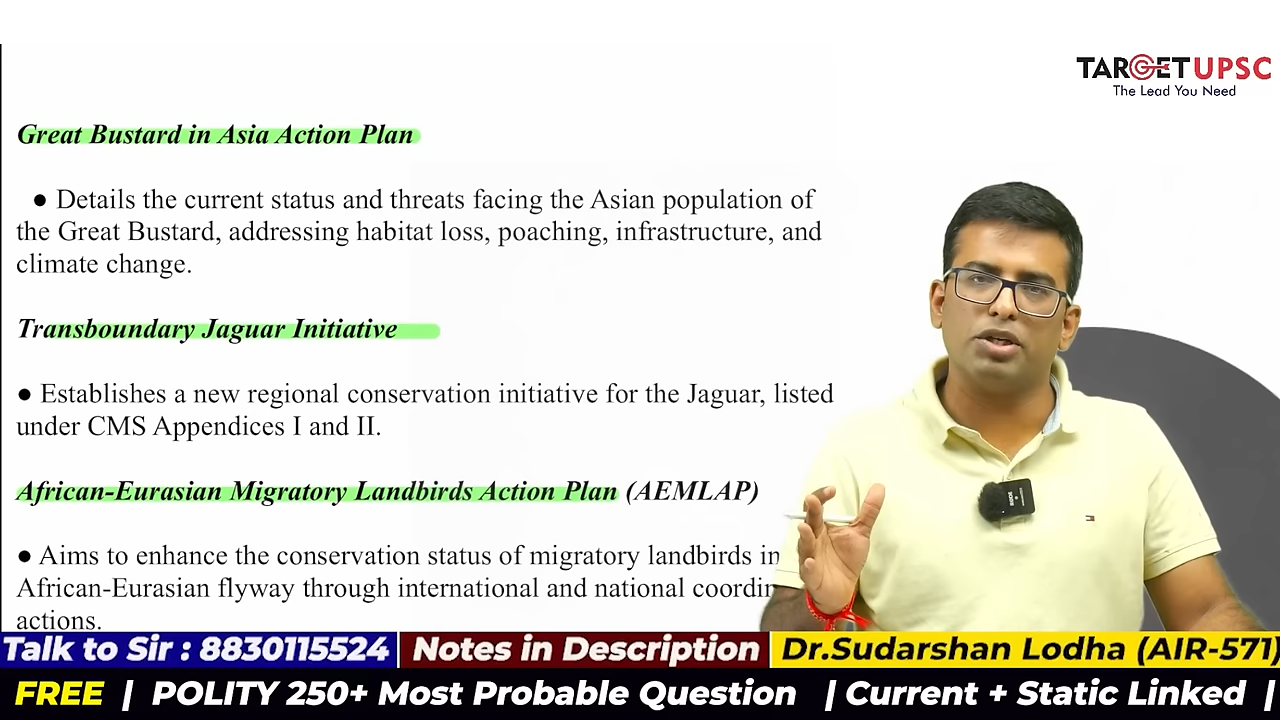 TARGET UPSC
The Lead You Need
Great Bustard in Asia Action Plan
● Details the current status and threats facing the Asian population of
the Great Bustard, addressing habitat loss, poaching, infrastructure, and
climate change.
Transboundary Jaguar Initiative
● Establishes a new regional conservation initiative for the Jaguar, listed
under CMS Appendices I and II.
African-Eurasian Migratory Landbirds Action Plan (AEMLAP)
● Aims to enhance the conservation status of migratory landbirds in
African-Eurasian flyway through international and national coordin
actions.
Talk to Sir : 8830115524 Notes in Description Dr.Sudarshan Lodha (AIR-571)
FREE | POLITY 250+ Most Probable Question | Current + Static Linked |